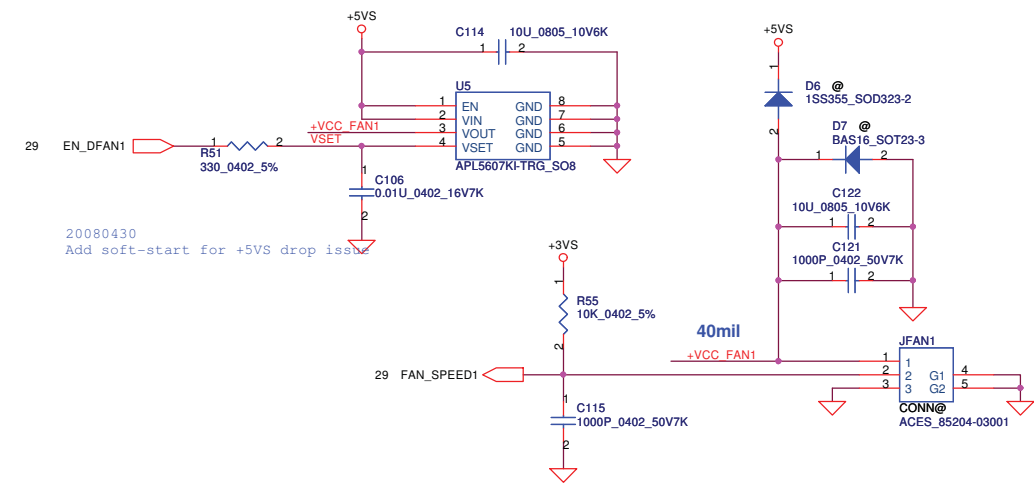 +5VS
C114
10U_0805_10V6K
1
2
U5
1
EN
GND
8
2
VIN
GND
7
+VCC_FAN1
3
VOUT
GND
6
VSET
4
VSET
GND
5
APL5607KI-TRG_SO8
29
EN_DFAN1
1
2
R51
330_0402_5%
1
C106
0.01U_0402_16V7K
2
20080430
Add soft-start for +5VS drop issue
+3VS
1
R55
10K_0402_5%
2
29
FAN_SPEED1
1
C115
1000P_0402_50V7K
2
+5VS
1
D6 @
1SS355_SOD323-2
2
D7 @
BAS16_SOT23-3
1
2
C122
10U_0805_10V6K
1
2
C121
1000P_0402_50V7K
1
2
40mil
+VCC_FAN1
JFAN1
1
1
2
2
G1
4
3
3
G2
5
CONN@
ACES_85204-03001